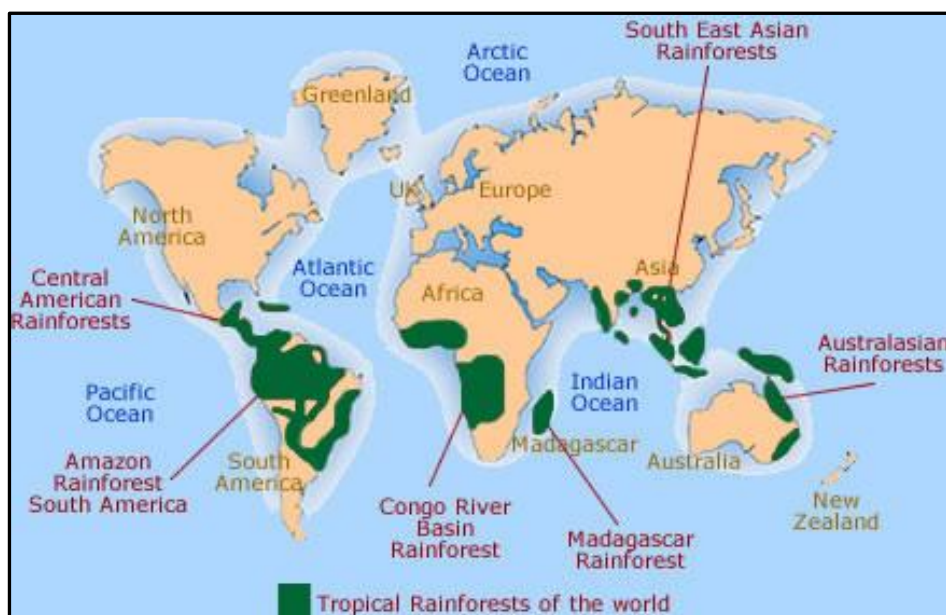 South East Asian
Rainforests
Arctic
Ocean
Greenland
UK
Europe
North
America
Asia
Atlantic
Ocean
Central
American
Rainforests
Africa
Australasian
Rainforests
Pacific
Ocean
Indian
Ocean
Madagascar
South
America
Australia
Amazon
Rainforest
South America
Congo River
Basin
Rainforest
Madagascar
Rainforest
New
Zealand
Tropical Rainforests of the world